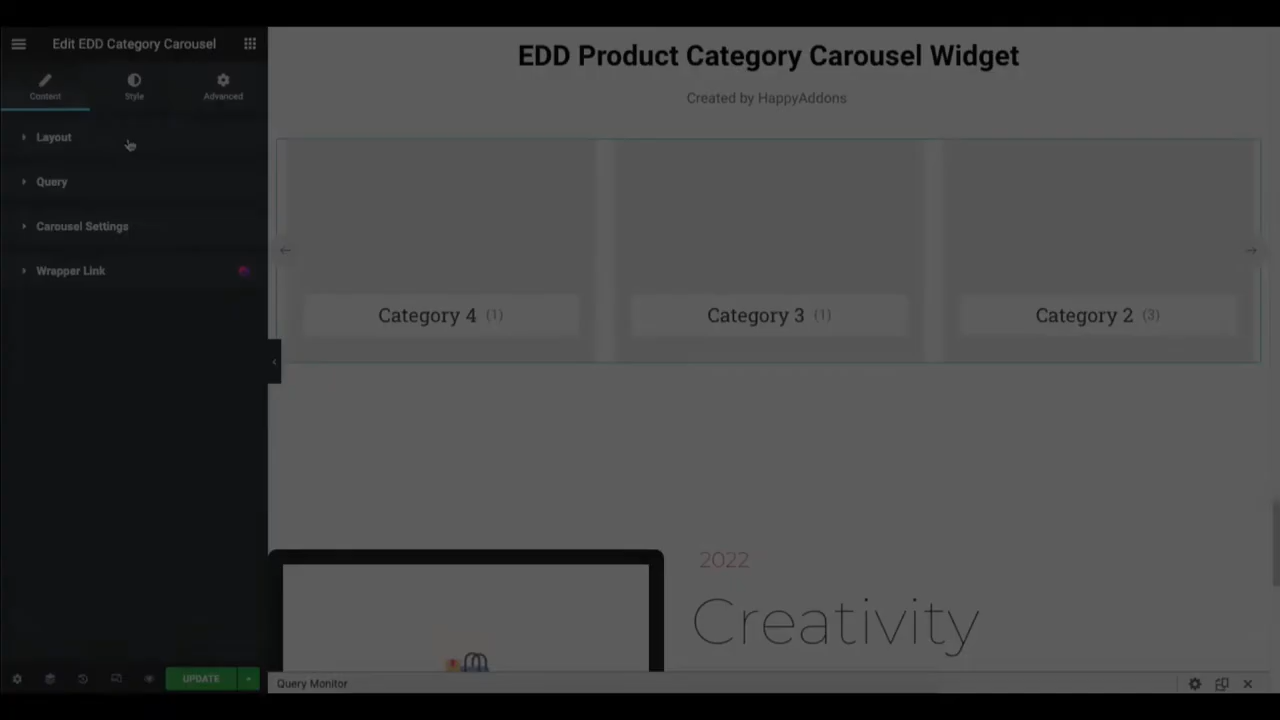 Edit EDD Category Carousel
Content
Style
Advanced
Layout
Query
Carousel Settings
Wrapper Link
UPDATE
EDD Product Category Carousel Widget
Created by HappyAddons
Category 4 (1)
Category 3 (1)
Category 2 (3)
2022
Creativity
Query Monitor